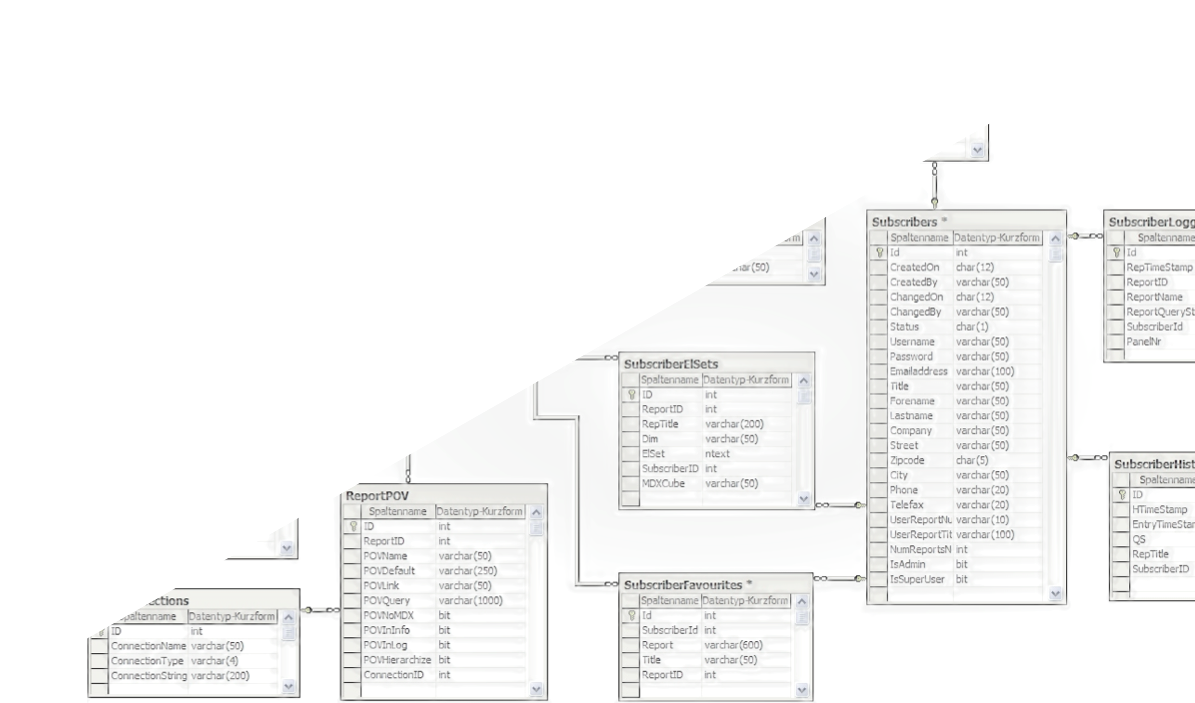 Subscribers *
Spaltenname Datentyp-Kurzform
Id int
CreatedOn char(12)
CreatedBy varchar(50)
ChangedOn char(12)
ChangedBy varchar(50)
Status char(1)
Username varchar(50)
Password varchar(50)
Emailaddress varchar(100)
Title varchar(50)
Forename varchar(50)
Lastname varchar(50)
Company varchar(50)
Street varchar(50)
Zipcode char(5)
City varchar(50)
Phone varchar(20)
Telefax varchar(20)
UserReportNu varchar(10)
UserReportTit varchar(100)
NumReportsN int
IsAdmin bit
IsSuperUser bit
SubscriberLogg
Spaltenname
Id
RepTimeStamp
ReportID
ReportName
ReportQuerySt
SubscriberId
PanelNr
SubscriberElSets
Spaltenname Datentyp-Kurzform
ID int
ReportID int
RepTitle varchar(200)
Dim varchar(50)
ElSet ntext
SubscriberID int
MDXCube varchar(50)
SubscriberHist
Spaltenname
ID
HTimeStamp
EntryTimeStar
QS
RepTitle
SubscriberID
ReportPOV
Spaltenname Datentyp-Kurzform
ID int
ReportID int
POVName varchar(50)
POVDefault varchar(250)
POVLink varchar(50)
POVQuery varchar(1000)
POVNoMDX bit
POVInInfo bit
POVInLog bit
POVHierarchize bit
ConnectionID int
SubscriberFavourites *
Spaltenname Datentyp-Kurzform
Id int
SubscriberId int
Report varchar(600)
Title varchar(50)
ReportID int
ctions
paltenname Datentyp-Kurzform
ID int
ConnectionName varchar(50)
ConnectionType varchar(4)
ConnectionString varchar(200)